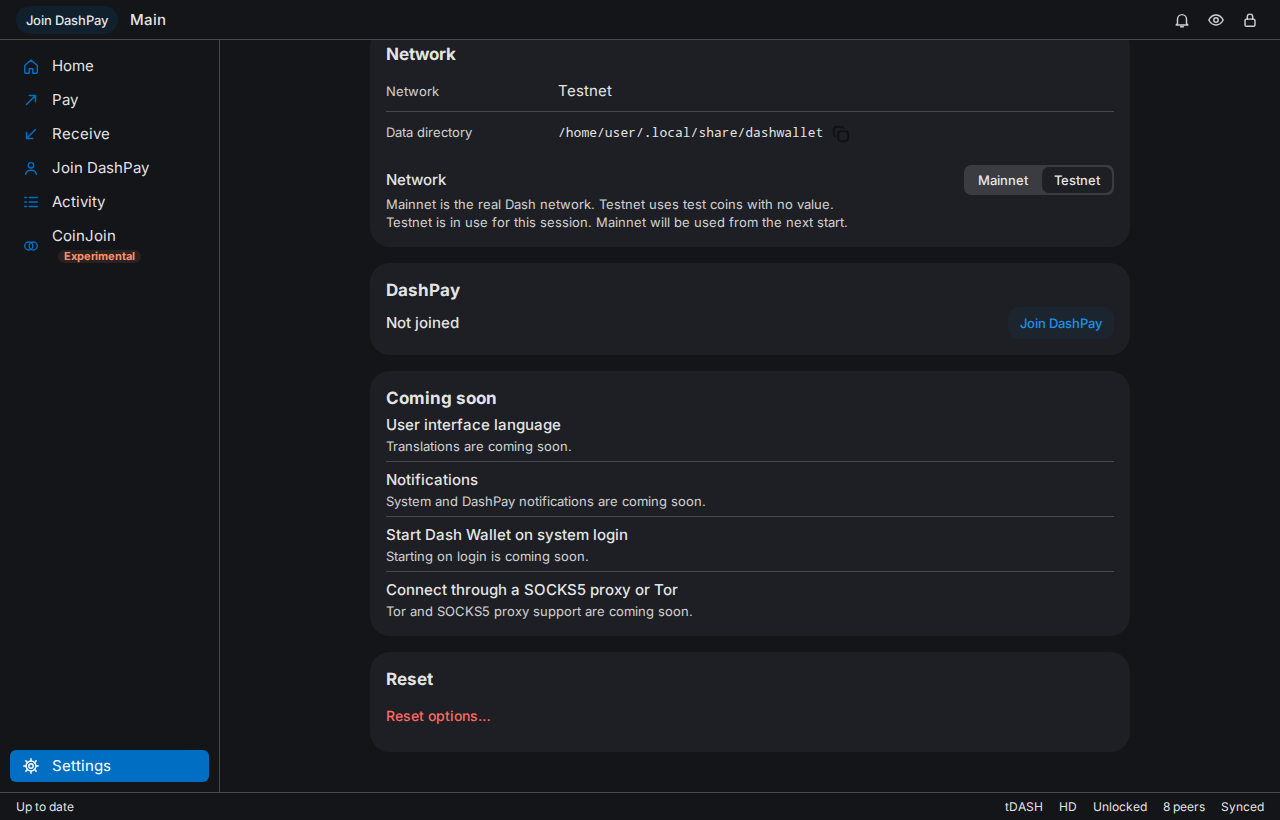 Join DashPay Main
Home
Pay
Receive
Join DashPay
Activity
CoinJoin
Experimental
Settings
Network
Network Testnet
Data directory /home/user/.local/share/dashwallet
Network Mainnet Testnet
Mainnet is the real Dash network. Testnet uses test coins with no value.
Testnet is in use for this session. Mainnet will be used from the next start.
DashPay
Not joined Join DashPay
Coming soon
User interface language
Translations are coming soon.
Notifications
System and DashPay notifications are coming soon.
Start Dash Wallet on system login
Starting on login is coming soon.
Connect through a SOCKS5 proxy or Tor
Tor and SOCKS5 proxy support are coming soon.
Reset
Reset options...
Up to date tDASH HD Unlocked 8 peers Synced